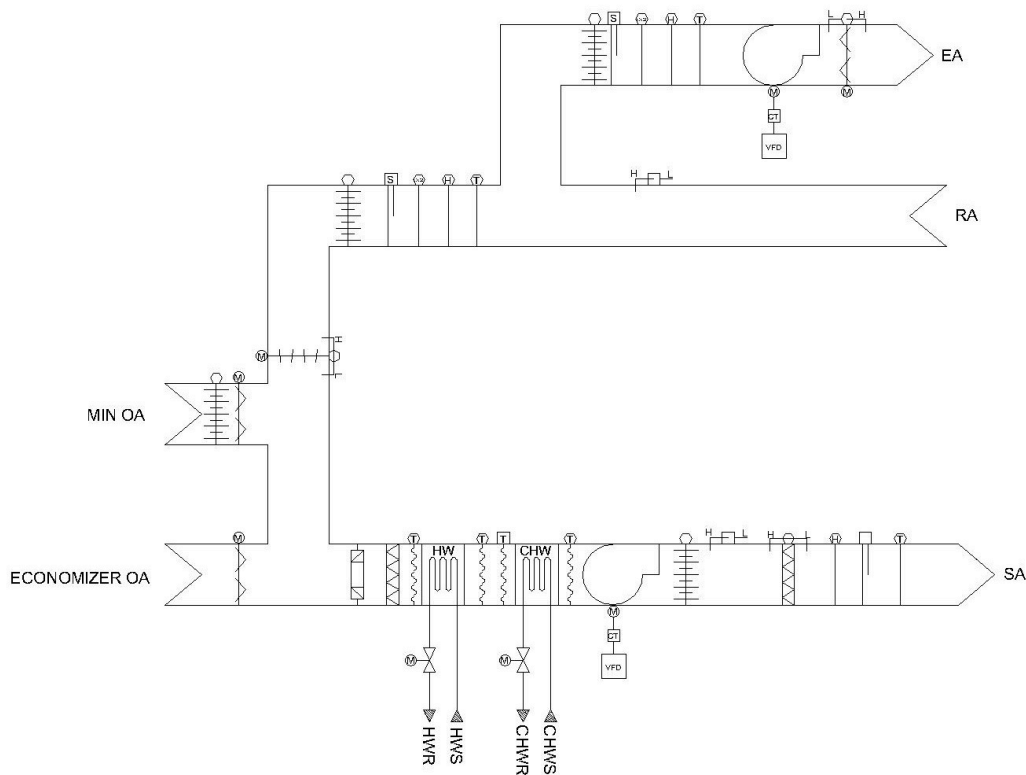 S H T L H
EA
M M
CT
VFD
S H T H L
RA
M H
L
M
MIN OA
M T HW T T CHW T H L H L H T
ECONOMIZER OA
SA
M
M M CT
VFD
HWR HWS CHWR CHWS